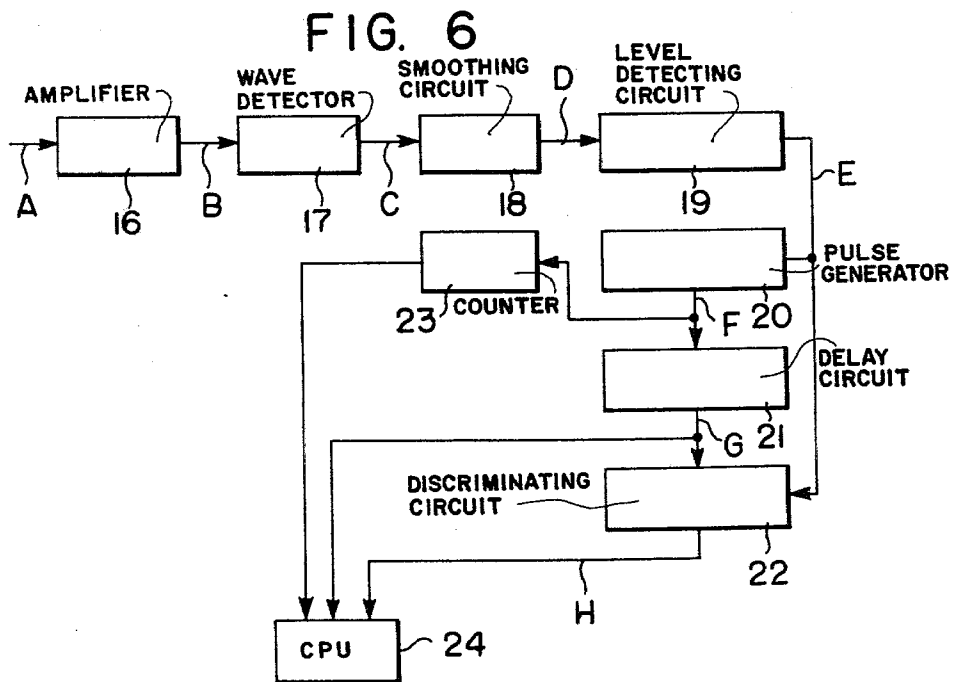 FIG. 6
AMPLIFIER
WAVE
DETECTOR
SMOOTHING
CIRCUIT
D
LEVEL
DETECTING
CIRCUIT
A
16
B
17
C
18
19
E
23
COUNTER
F
20
PULSE
GENERATOR
DELAY
CIRCUIT
G
21
DISCRIMINATING
CIRCUIT
22
H
CPU
24